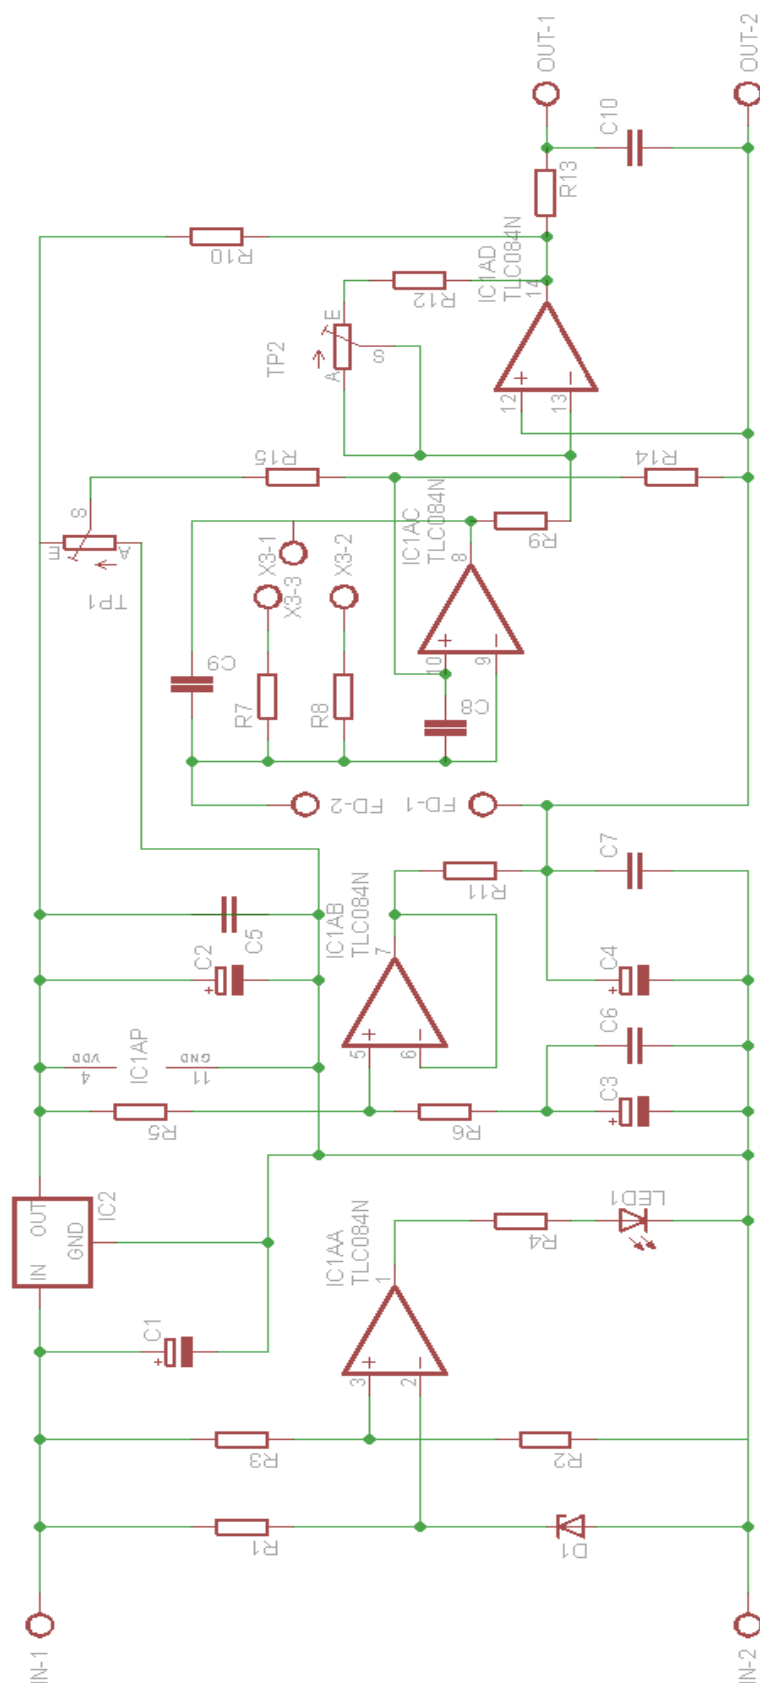 OUT-1
OUT-2
C10
R13
R10
IC1AD
TLC084N
14
R12
E
TP2
S
A
12
+
13
−
R15
R14
S
E
A
TP1
IC1AC
TLC084N
8
R9
X3-1
X3-3
X3-2
C9
10
+
9
−
R7
R8
C8
FD-2
FD-1
C7
R11
IC1AB
TLC084N
7
C5
C2
+
C4
+
5
+
6
−
C6
VDD
4
IC1AP
GND
11
R5
R6
C3
+
IC2
OUT
GND
IN
LED1
R4
IC1AA
TLC084N
1
C1
+
3
+
2
−
R3
R2
R1
D1
IN-1
IN-2